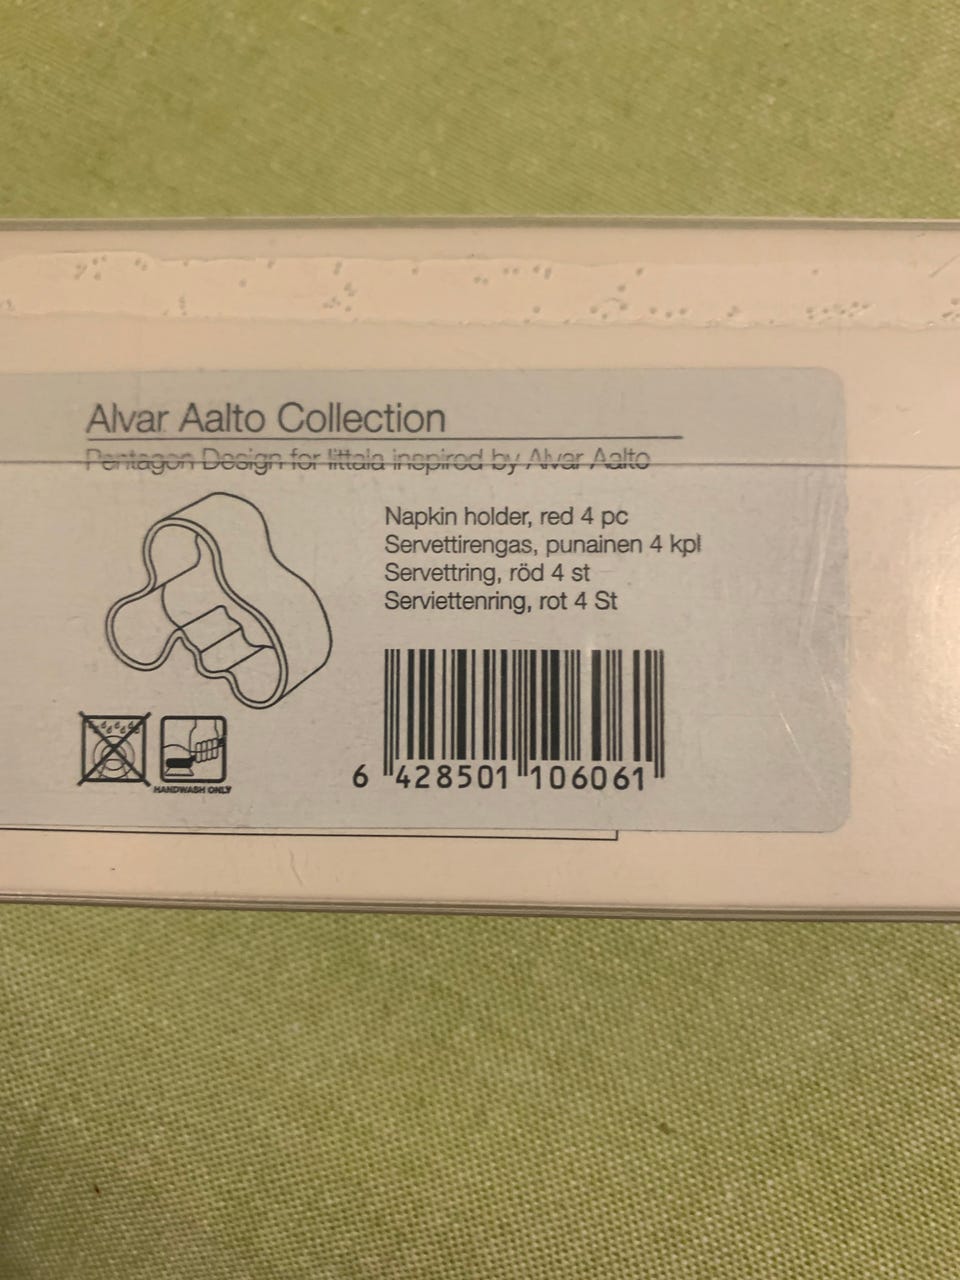 Alvar Aalto Collection
Pentagon Design for Iittala inspired by Alvar Aalto
Napkin holder, red 4 pc
Servettirengas, punainen 4 kpl
Servettring, röd 4 st
Serviettenring, rot 4 St
HANDWASH ONLY
6 428501 106061